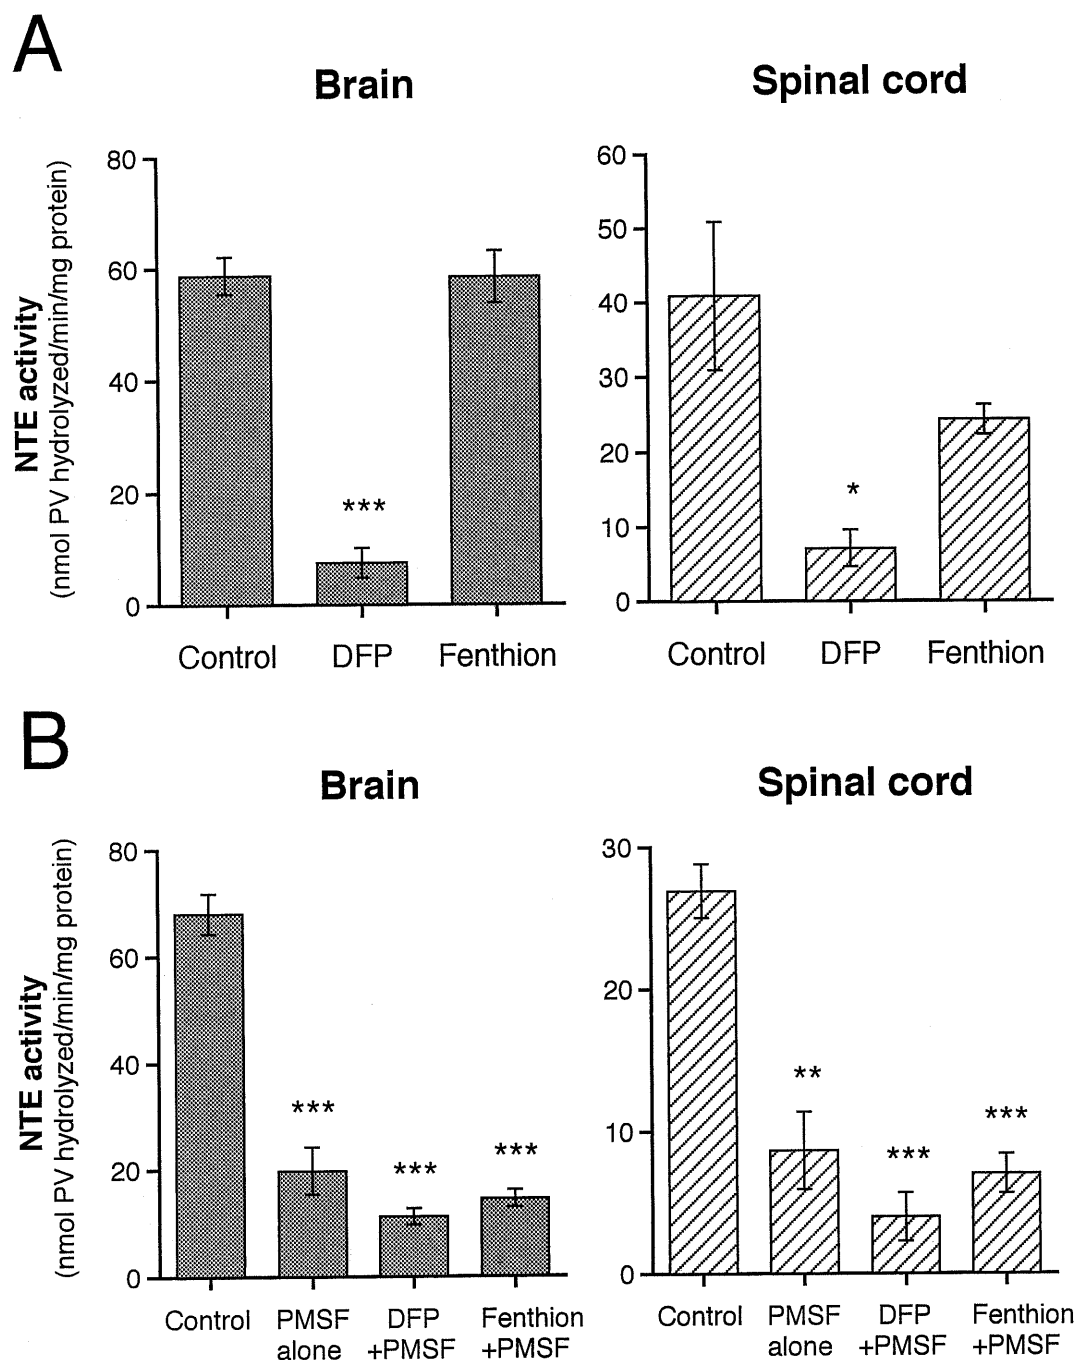 A
Brain
Spinal cord
NTE activity
(nmol PV hydrolyzed/min/mg protein)
80
60
40
20
0
***
Control
DFP
Fenthion
60
50
40
30
20
10
0
*
Control
DFP
Fenthion
B
Brain
Spinal cord
NTE activity
(nmol PV hydrolyzed/min/mg protein)
80
60
40
20
0
***
***
***
Control
PMSF
alone
DFP
+PMSF
Fenthion
+PMSF
30
20
10
0
**
***
***
Control
PMSF
alone
DFP
+PMSF
Fenthion
+PMSF